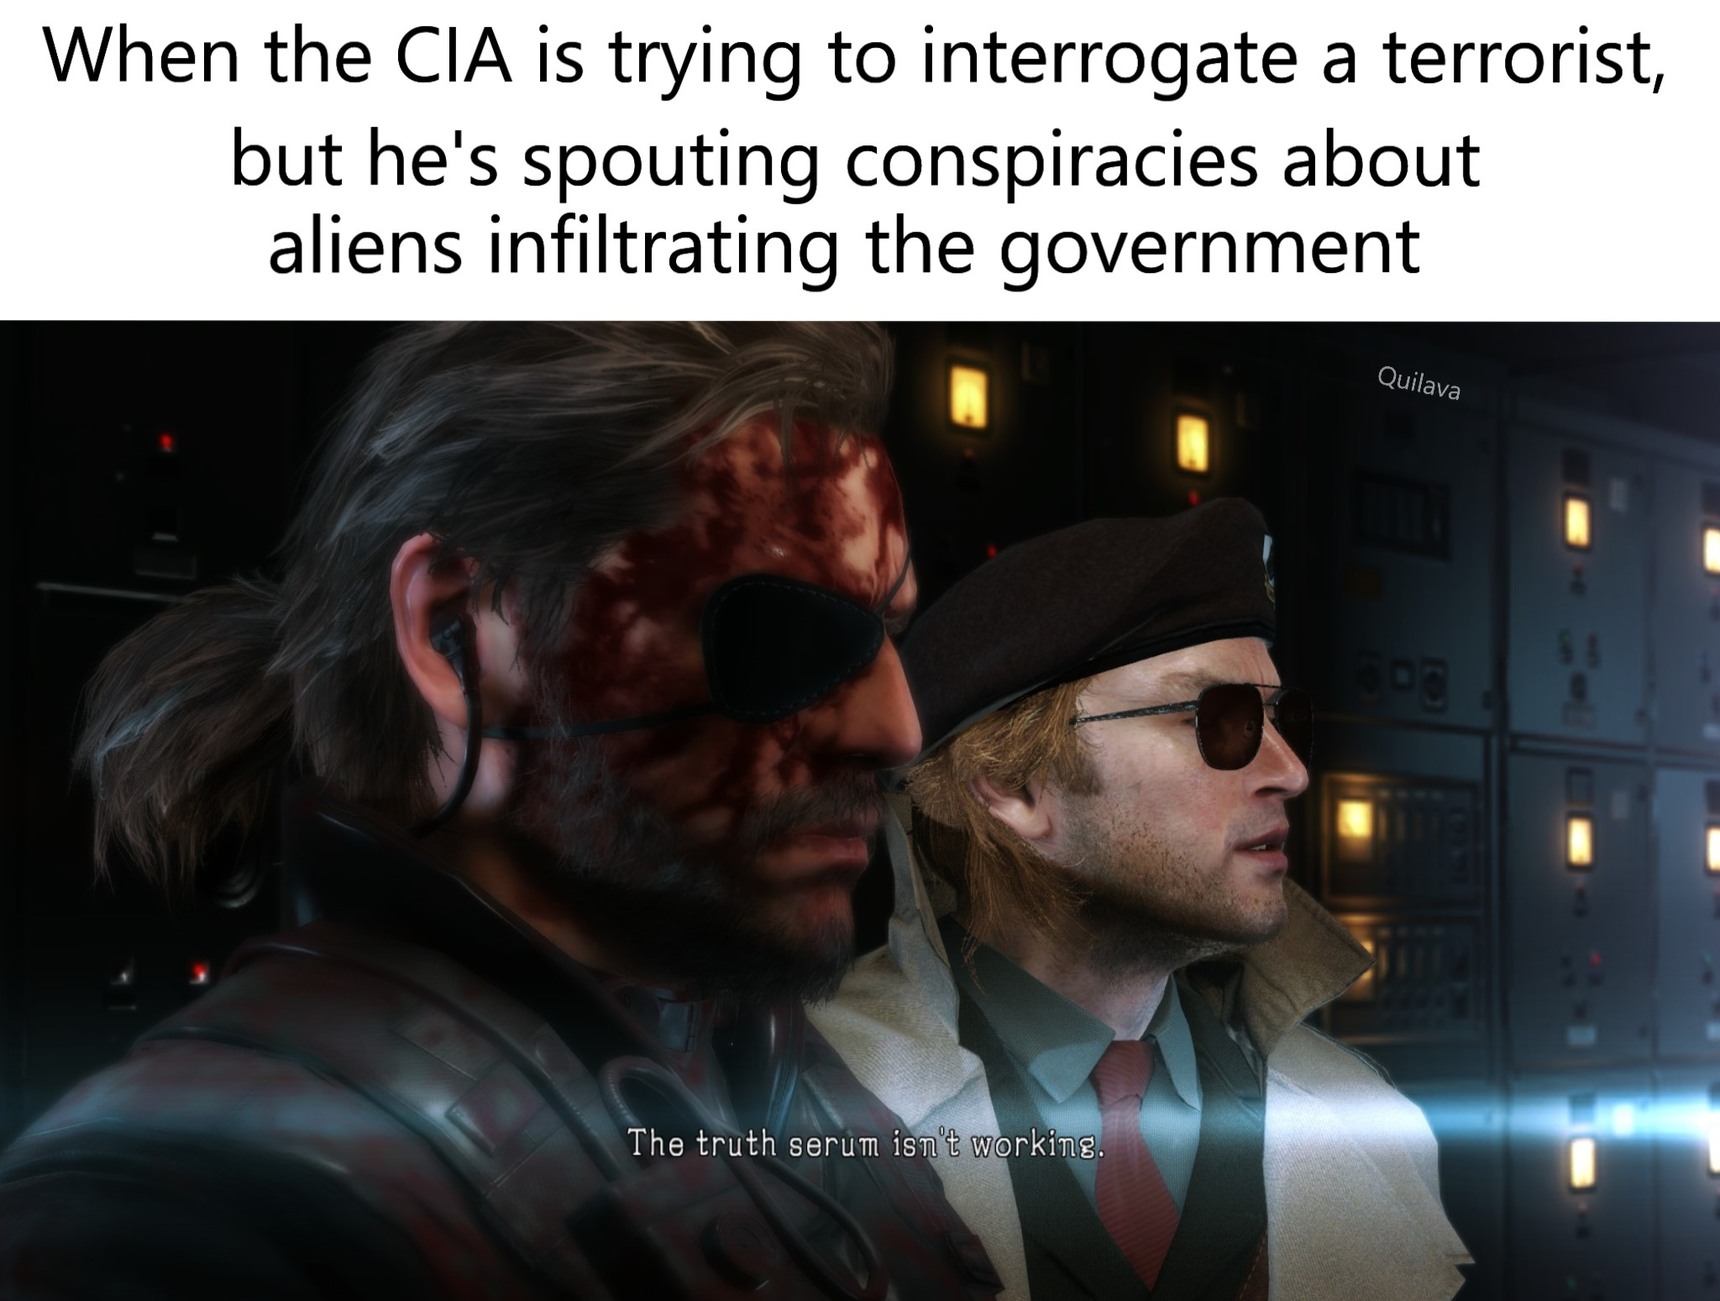 When the CIA is trying to interrogate a terrorist,
but he's spouting conspiracies about
aliens infiltrating the government
Quilava
The truth serum isn't working.